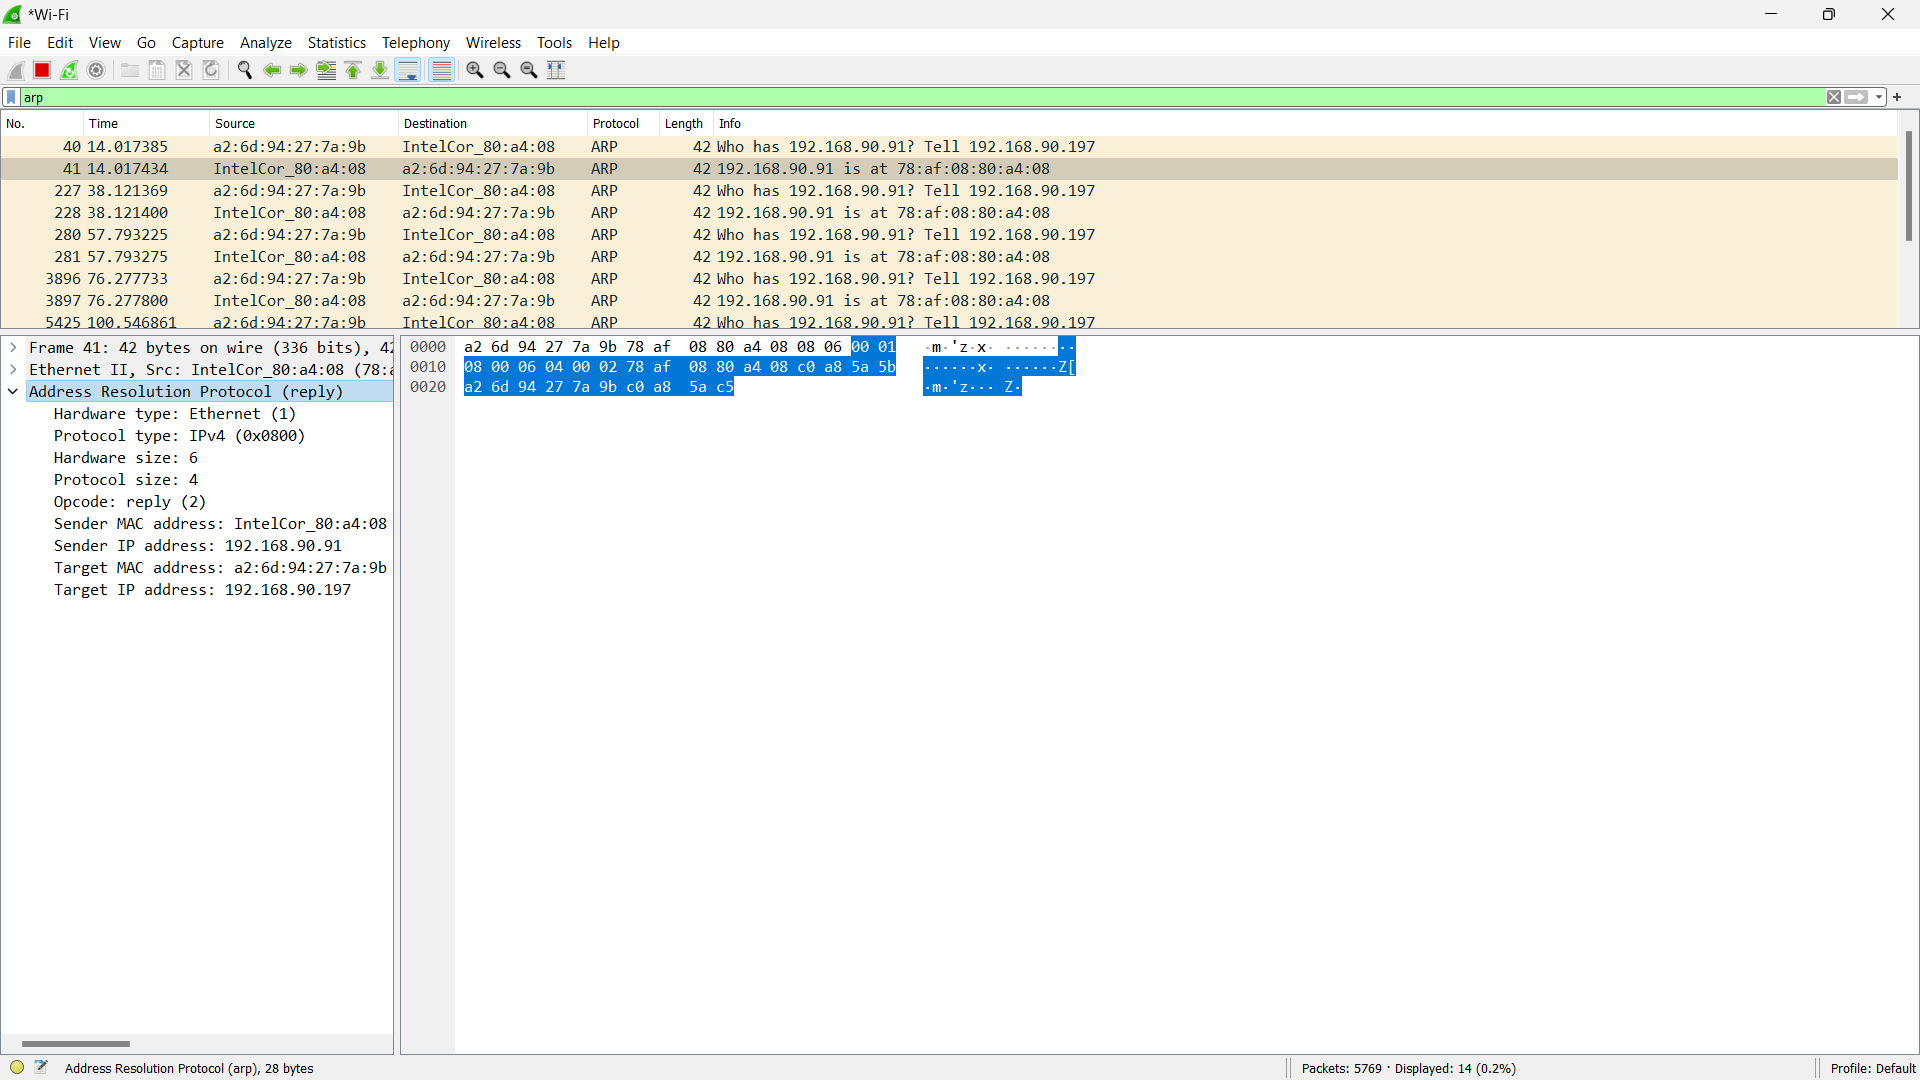 *Wi-Fi
File Edit View Go Capture Analyze Statistics Telephony Wireless Tools Help
arp
No. Time Source Destination Protocol Length Info
40 14.017385 a2:6d:94:27:7a:9b IntelCor_80:a4:08 ARP 42 Who has 192.168.90.91? Tell 192.168.90.197
41 14.017434 IntelCor_80:a4:08 a2:6d:94:27:7a:9b ARP 42 192.168.90.91 is at 78:af:08:80:a4:08
227 38.121369 a2:6d:94:27:7a:9b IntelCor_80:a4:08 ARP 42 Who has 192.168.90.91? Tell 192.168.90.197
228 38.121400 IntelCor_80:a4:08 a2:6d:94:27:7a:9b ARP 42 192.168.90.91 is at 78:af:08:80:a4:08
280 57.793225 a2:6d:94:27:7a:9b IntelCor_80:a4:08 ARP 42 Who has 192.168.90.91? Tell 192.168.90.197
281 57.793275 IntelCor_80:a4:08 a2:6d:94:27:7a:9b ARP 42 192.168.90.91 is at 78:af:08:80:a4:08
3896 76.277733 a2:6d:94:27:7a:9b IntelCor_80:a4:08 ARP 42 Who has 192.168.90.91? Tell 192.168.90.197
3897 76.277800 IntelCor_80:a4:08 a2:6d:94:27:7a:9b ARP 42 192.168.90.91 is at 78:af:08:80:a4:08
5425 100.546861 a2:6d:94:27:7a:9b IntelCor_80:a4:08 ARP 42 Who has 192.168.90.91? Tell 192.168.90.197
Frame 41: 42 bytes on wire (336 bits), 42
Ethernet II, Src: IntelCor_80:a4:08 (78:a
Address Resolution Protocol (reply)
Hardware type: Ethernet (1)
Protocol type: IPv4 (0x0800)
Hardware size: 6
Protocol size: 4
Opcode: reply (2)
Sender MAC address: IntelCor_80:a4:08
Sender IP address: 192.168.90.91
Target MAC address: a2:6d:94:27:7a:9b
Target IP address: 192.168.90.197
0000 a2 6d 94 27 7a 9b 78 af 08 80 a4 08 08 06 00 01 ·m·'z·x· ········
0010 08 00 06 04 00 02 78 af 08 80 a4 08 c0 a8 5a 5b ······x· ······Z[
0020 a2 6d 94 27 7a 9b c0 a8 5a c5 ·m·'z··· Z·
Address Resolution Protocol (arp), 28 bytes
Packets: 5769 · Displayed: 14 (0.2%)
Profile: Default